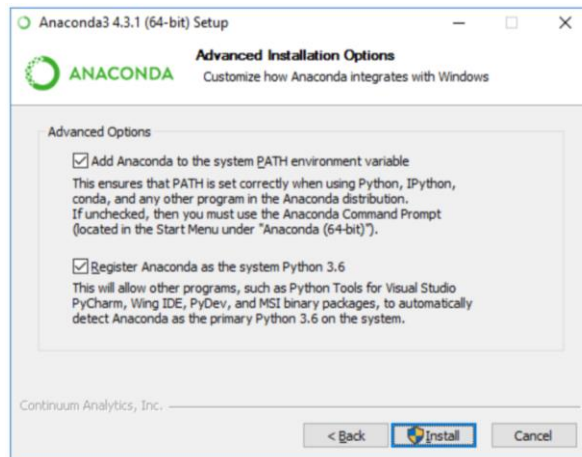 Anaconda3 4.3.1 (64-bit) Setup
Advanced Installation Options
ANACONDA
Customize how Anaconda integrates with Windows
Advanced Options
Add Anaconda to the system PATH environment variable
This ensures that PATH is set correctly when using Python, IPython,
conda, and any other program in the Anaconda distribution.
If unchecked, then you must use the Anaconda Command Prompt
(located in the Start Menu under "Anaconda (64-bit)").
Register Anaconda as the system Python 3.6
This will allow other programs, such as Python Tools for Visual Studio
PyCharm, Wing IDE, PyDev, and MSI binary packages, to automatically
detect Anaconda as the primary Python 3.6 on the system.
Continuum Analytics, Inc.
< Back Install Cancel